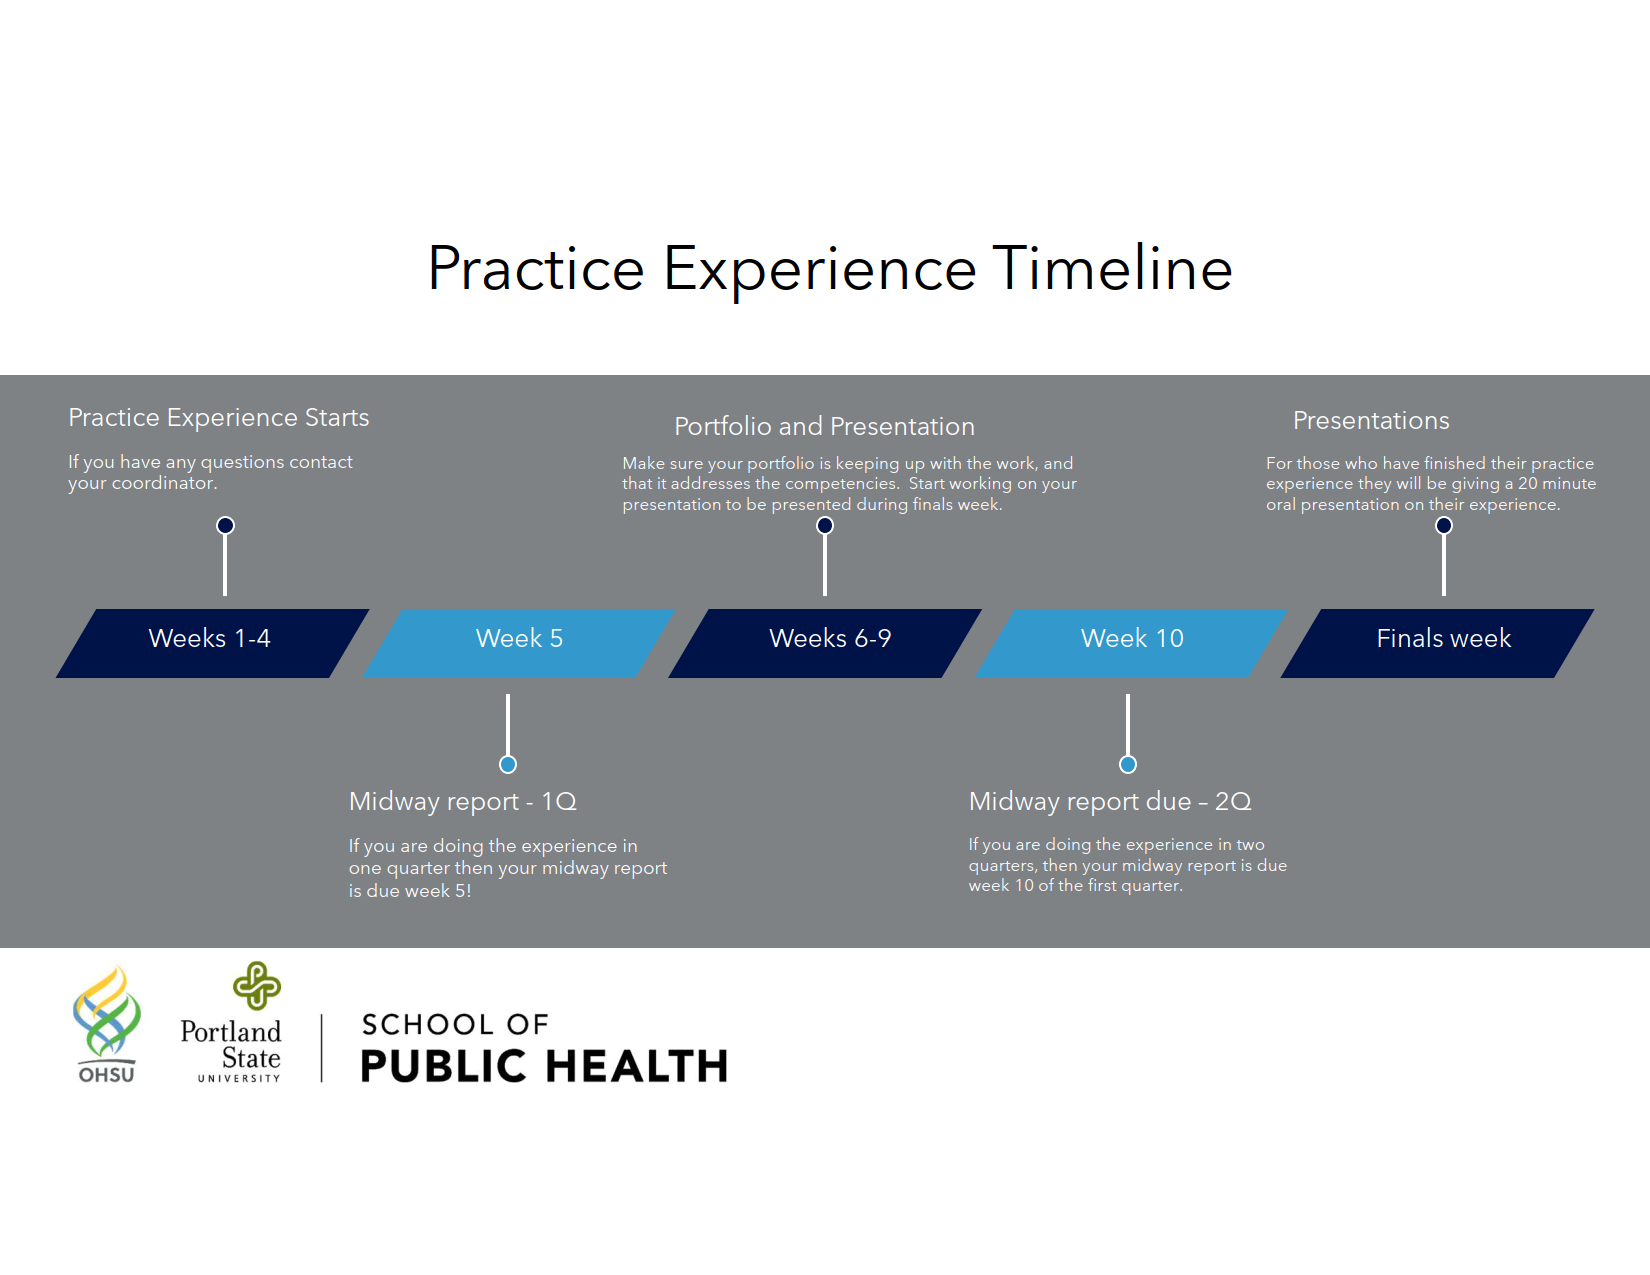 Practice Experience Timeline
Practice Experience Starts
If you have any questions contact
your coordinator.
Portfolio and Presentation
Make sure your portfolio is keeping up with the work, and
that it addresses the competencies.  Start working on your
presentation to be presented during finals week.
Presentations
For those who have finished their practice
experience they will be giving a 20 minute
oral presentation on their experience.
Weeks 1-4
Week 5
Weeks 6-9
Week 10
Finals week
Midway report - 1Q
If you are doing the experience in
one quarter then your midway report
is due week 5!
Midway report due – 2Q
If you are doing the experience in two
quarters, then your midway report is due
week 10 of the first quarter.
OHSU
Portland
State
UNIVERSITY
SCHOOL OF
PUBLIC HEALTH